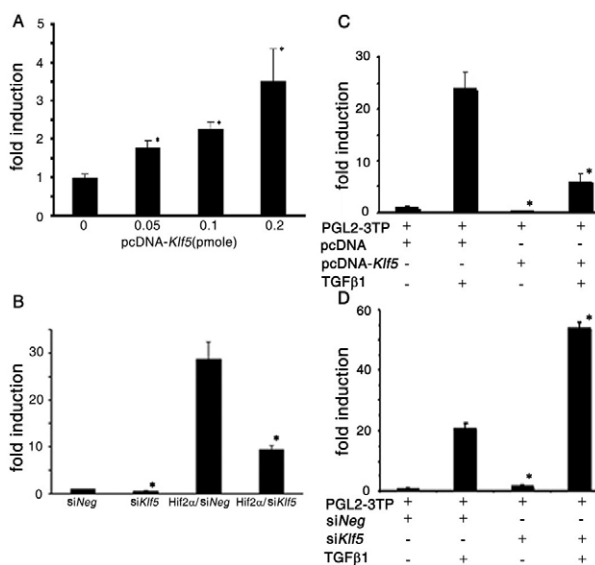 A
fold induction
5
4
3
2
1
0
* * *
0 0.05 0.1 0.2
pcDNA-Klf5(pmole)
B
fold induction
30
20
10
0
* *
siNeg siKlf5 Hif2α/siNeg Hif2α/siKlf5
C
fold induction
30
20
10
0
* *
PGL2-3TP + + + +
pcDNA + + - -
pcDNA-Klf5 - - + +
TGFβ1 - + - +
D
fold induction
60
40
20
0
* *
PGL2-3TP + + + +
siNeg + + - -
siKlf5 - - + +
TGFβ1 - + - +